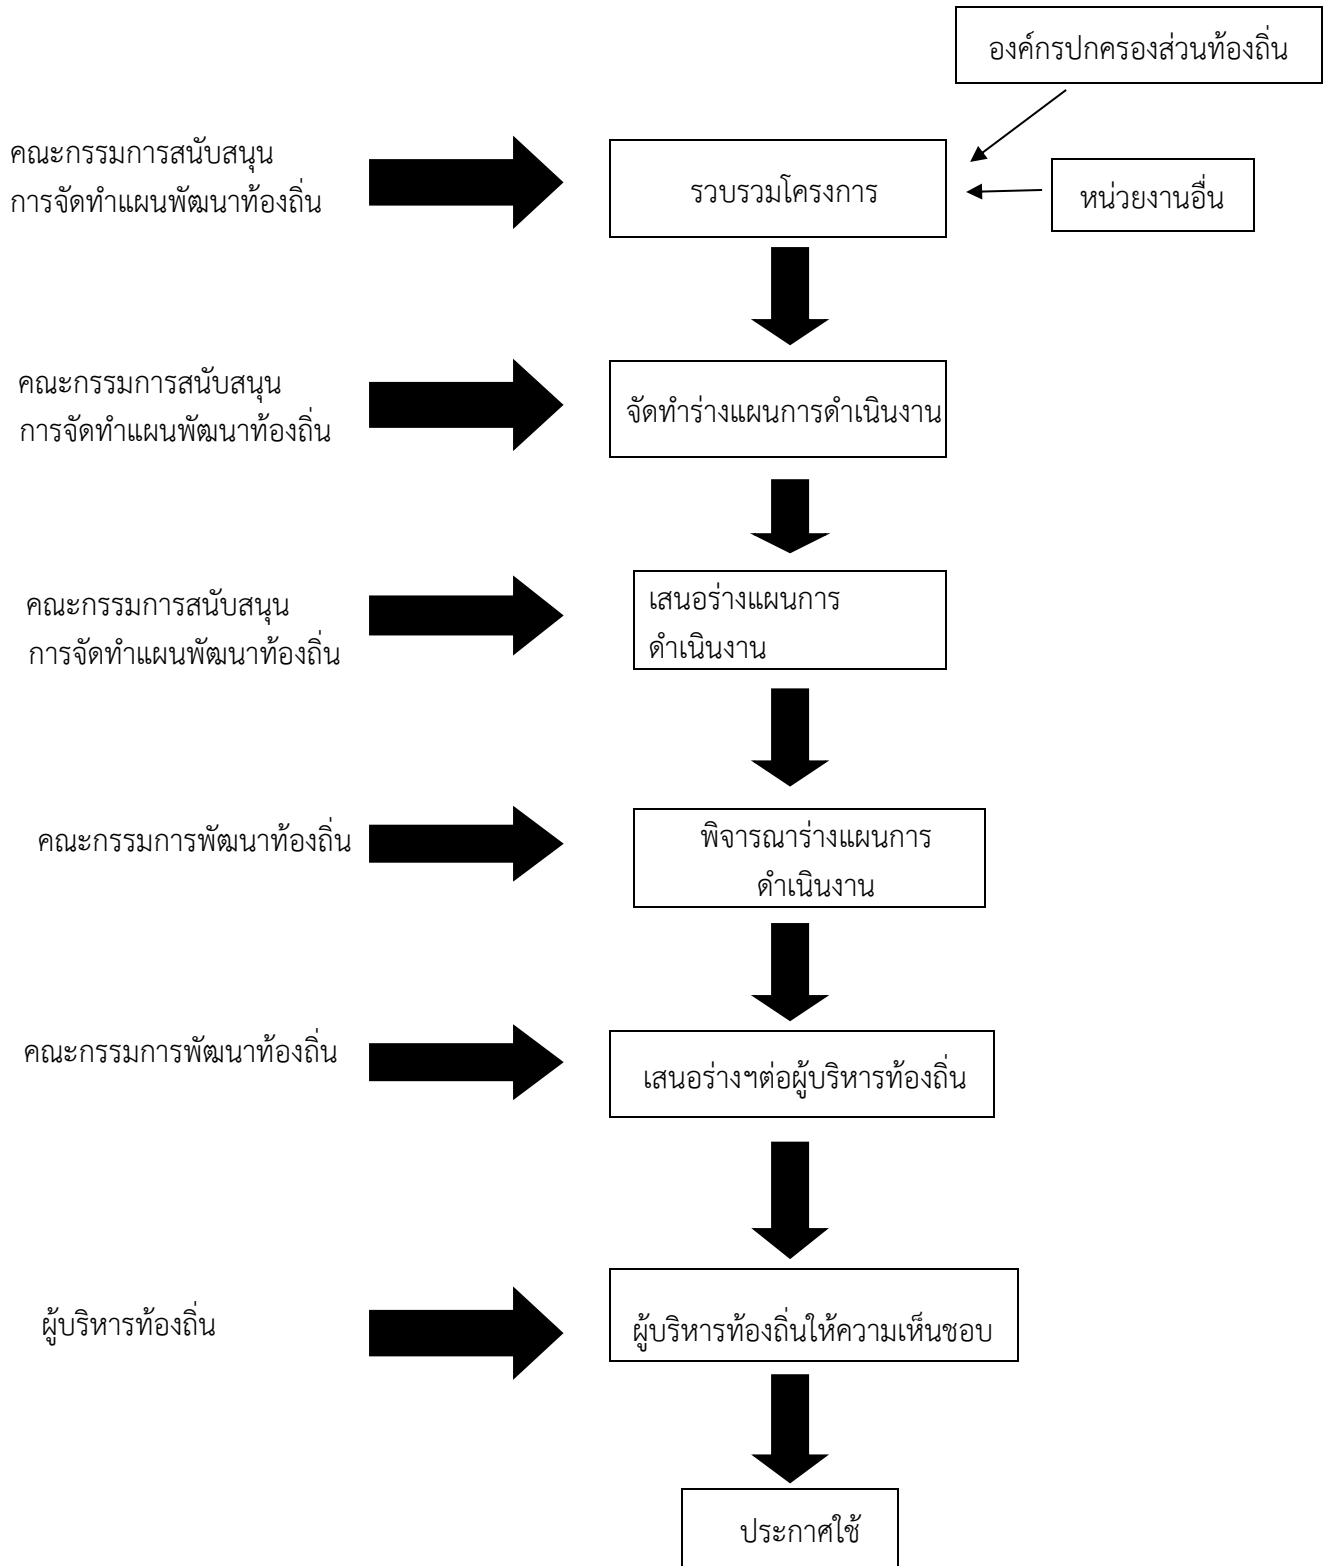 องค์กรปกครองส่วนท้องถิ่น
คณะกรรมการสนับสนุน
การจัดทำแผนพัฒนาท้องถิ่น
รวบรวมโครงการ
หน่วยงานอื่น
คณะกรรมการสนับสนุน
การจัดทำแผนพัฒนาท้องถิ่น
จัดทำร่างแผนการดำเนินงาน
คณะกรรมการสนับสนุน
การจัดทำแผนพัฒนาท้องถิ่น
เสนอร่างแผนการ
ดำเนินงาน
คณะกรรมการพัฒนาท้องถิ่น
พิจารณาร่างแผนการ
ดำเนินงาน
คณะกรรมการพัฒนาท้องถิ่น
เสนอร่างฯต่อผู้บริหารท้องถิ่น
ผู้บริหารท้องถิ่น
ผู้บริหารท้องถิ่นให้ความเห็นชอบ
ประกาศใช้